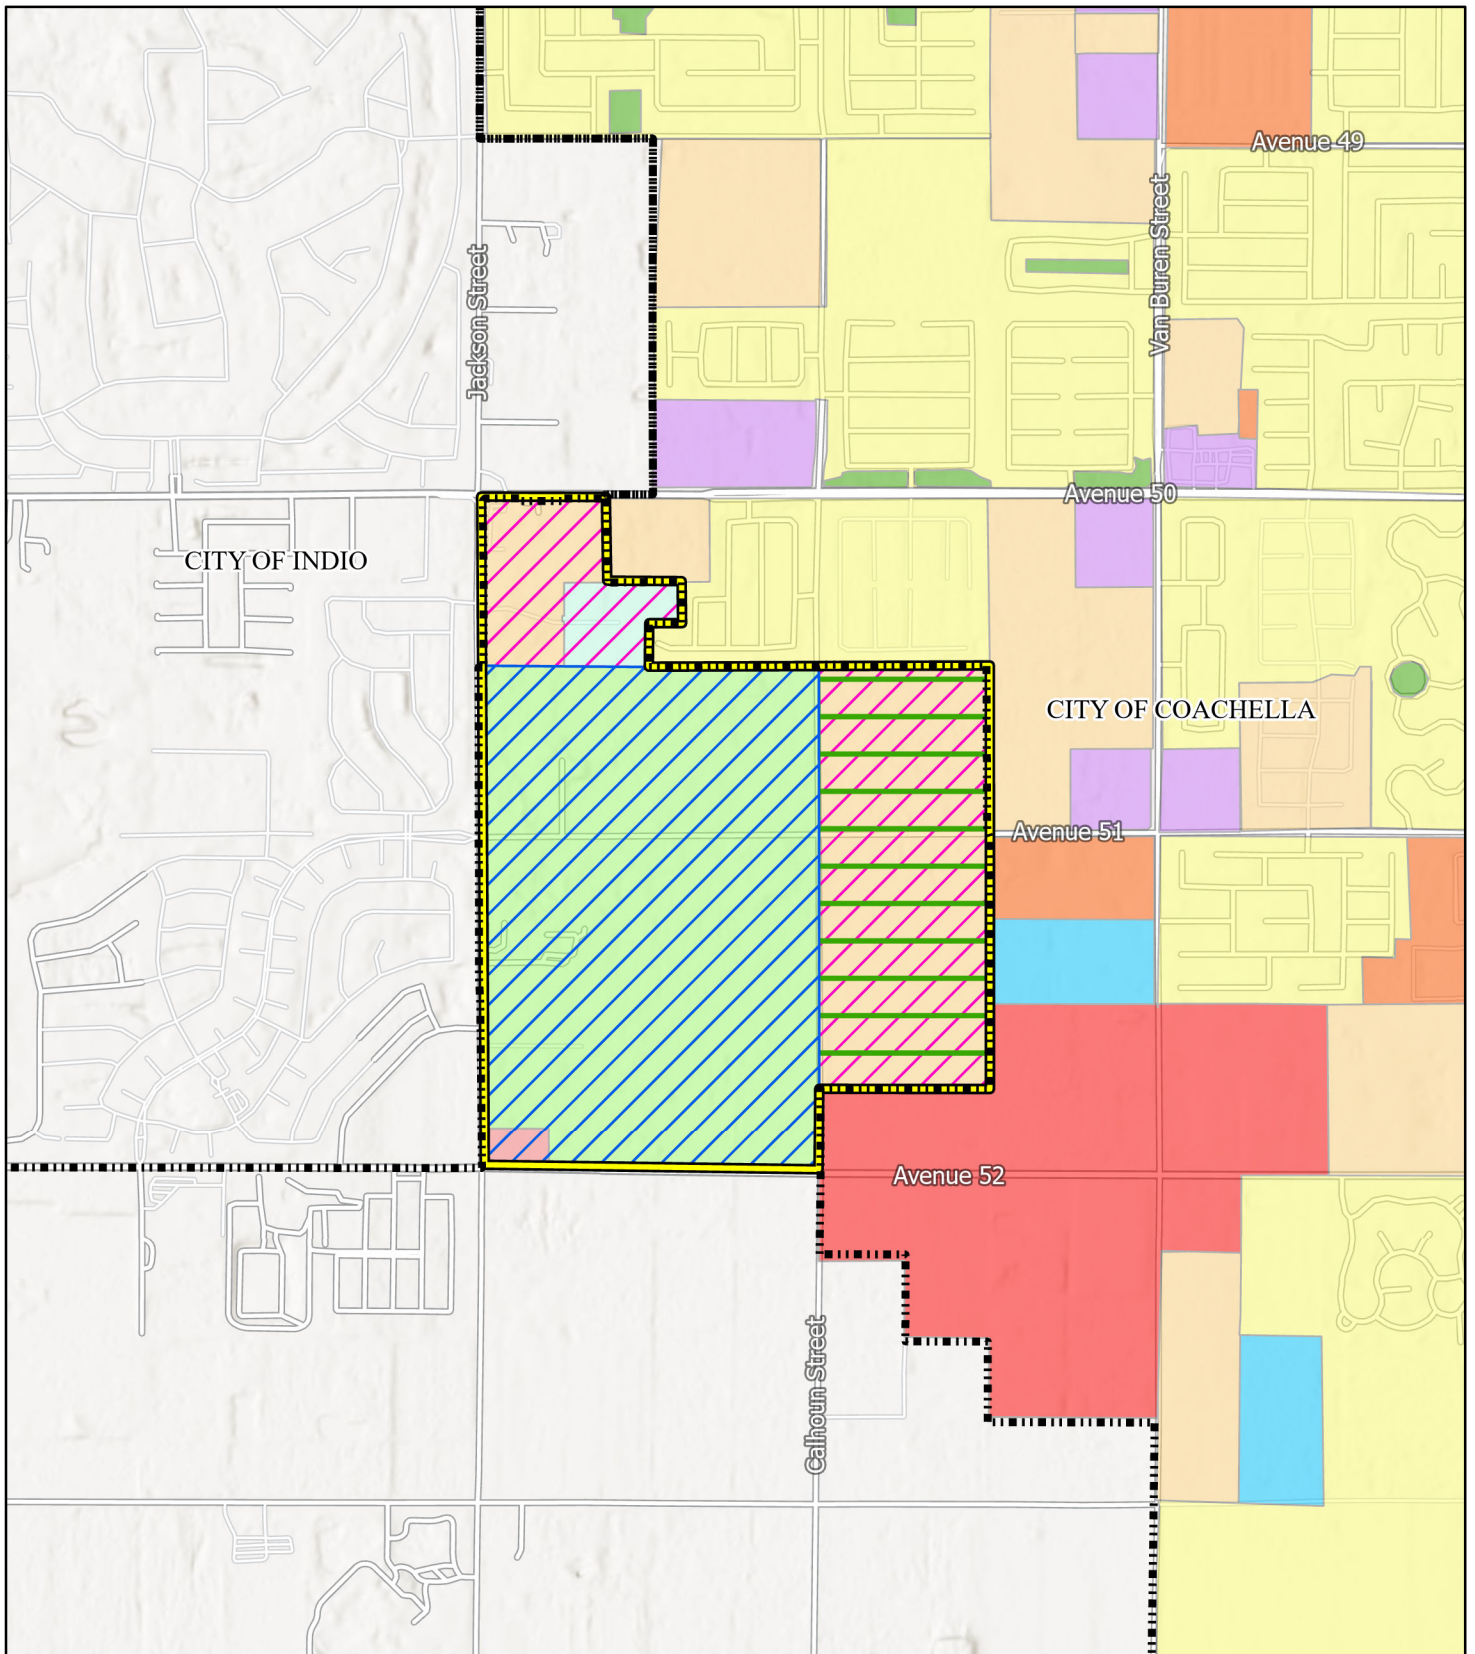 Avenue 49
Van Buren Street
Jackson Street
Avenue 50
CITY OF INDIO
CITY OF COACHELLA
Avenue 51
Avenue 52
Calhoun Street